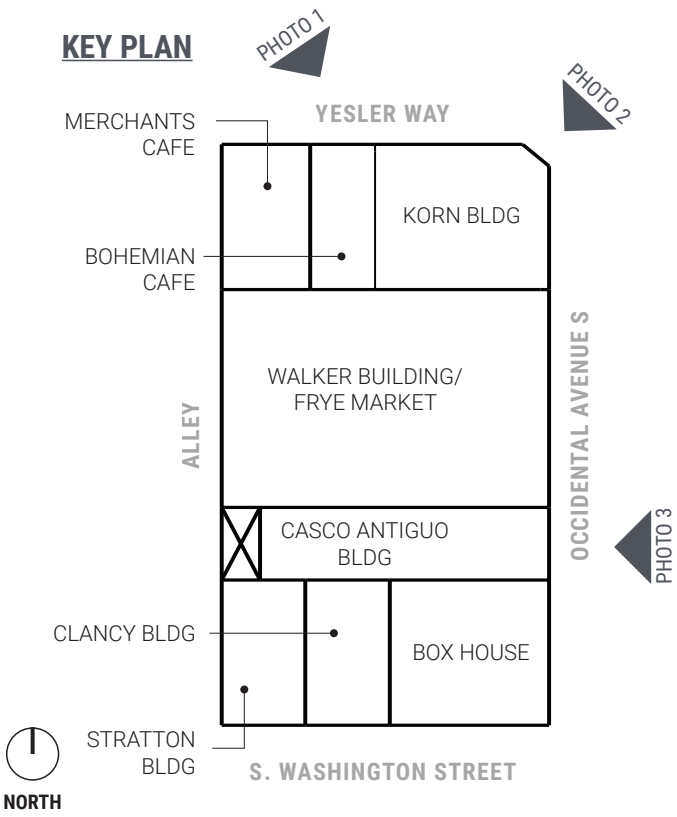 KEY PLAN
PHOTO 1
PHOTO 2
YESLER WAY
MERCHANTS
CAFE
KORN BLDG
BOHEMIAN
CAFE
WALKER BUILDING/
FRYE MARKET
ALLEY
OCCIDENTAL AVENUE S
CASCO ANTIGUO
BLDG
PHOTO 3
CLANCY BLDG
BOX HOUSE
STRATTON
BLDG
S. WASHINGTON STREET
NORTH